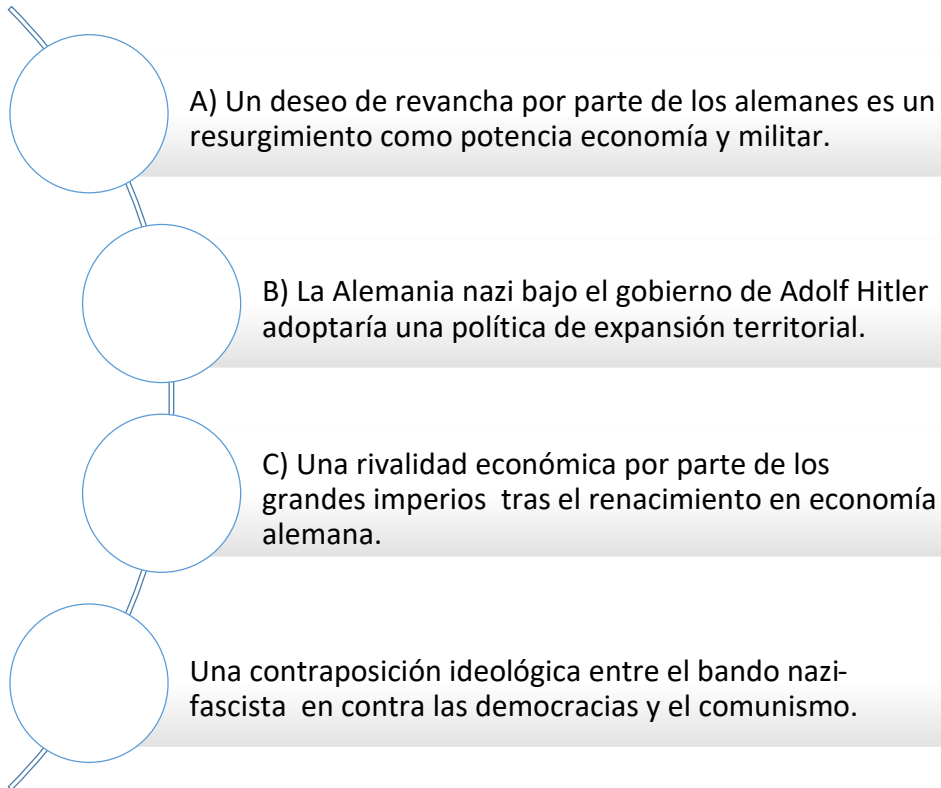 A) Un deseo de revancha por parte de los alemanes es un
resurgimiento como potencia economía y militar.
B) La Alemania nazi bajo el gobierno de Adolf Hitler
adoptaría una política de expansión territorial.
C) Una rivalidad económica por parte de los
grandes imperios  tras el renacimiento en economía
alemana.
Una contraposición ideológica entre el bando nazi-
fascista  en contra las democracias y el comunismo.